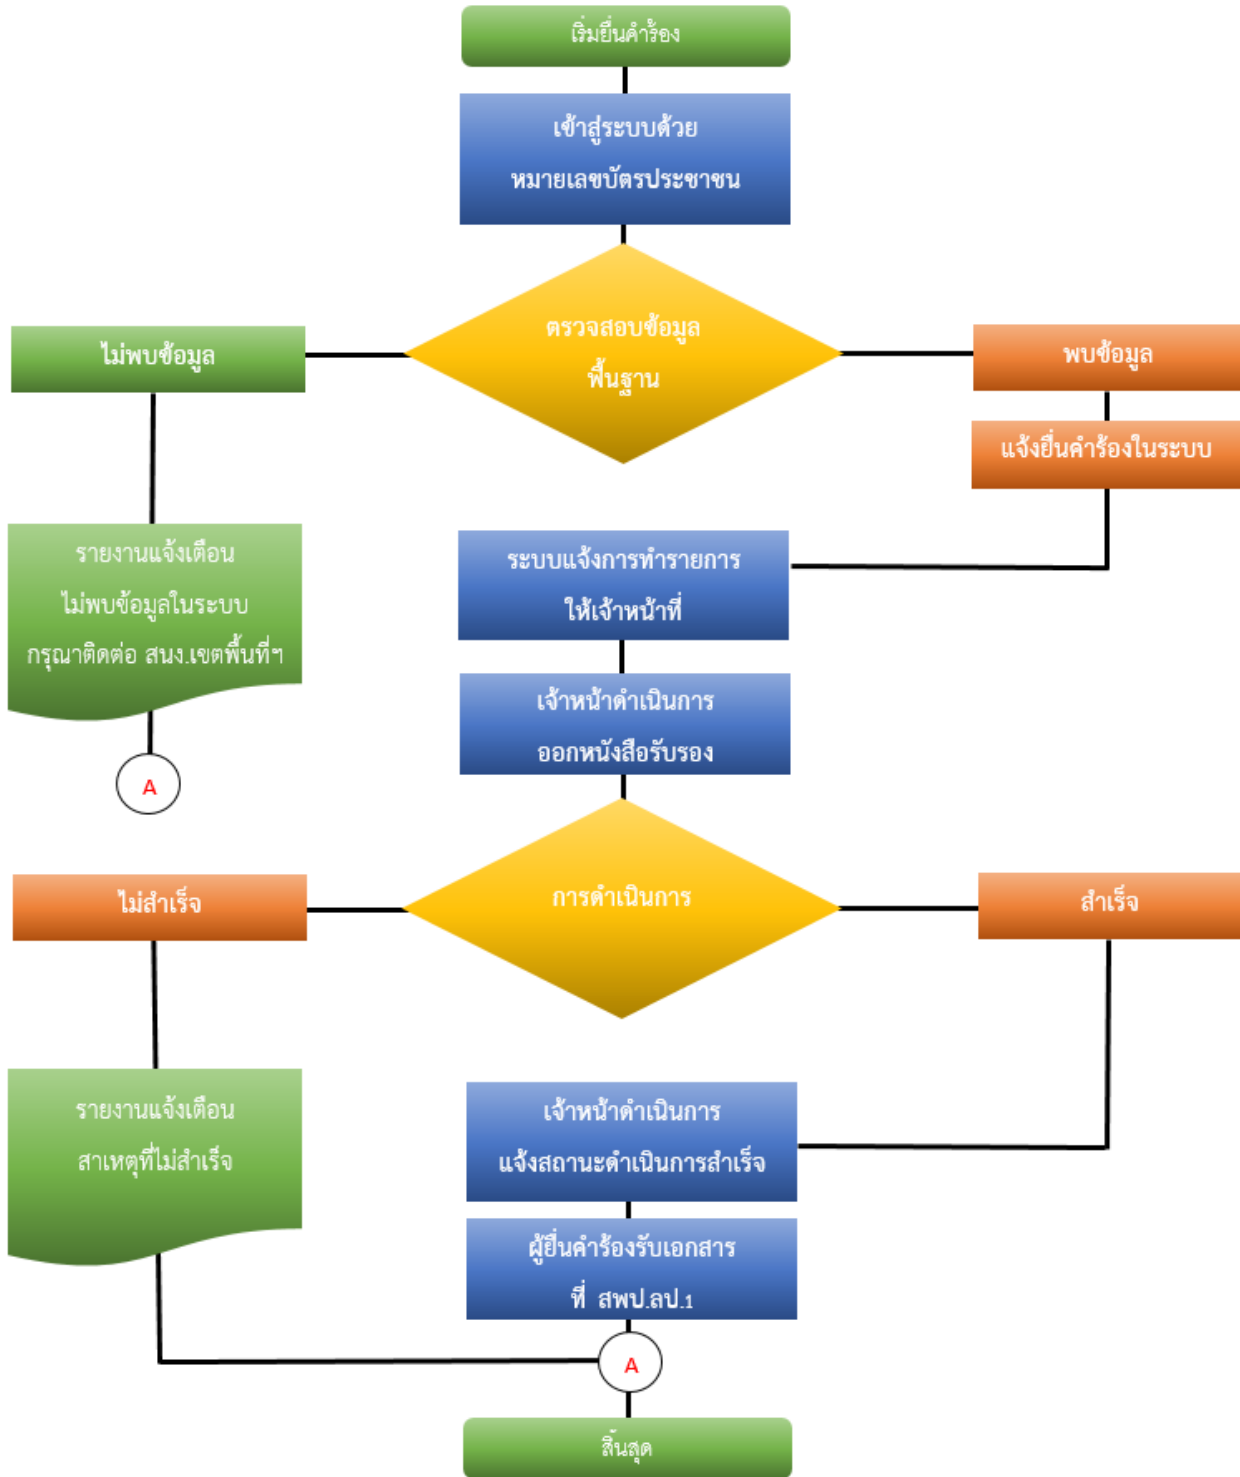 เริ่มยื่นคำร้อง
เข้าสู่ระบบด้วย
หมายเลขบัตรประชาชน
ตรวจสอบข้อมูล
พื้นฐาน
ไม่พบข้อมูล
พบข้อมูล
แจ้งยื่นคำร้องในระบบ
รายงานแจ้งเตือน
ไม่พบข้อมูลในระบบ
กรุณาติดต่อ สนง.เขตพื้นที่ฯ
A
ระบบแจ้งการทำรายการ
ให้เจ้าหน้าที่
เจ้าหน้าดำเนินการ
ออกหนังสือรับรอง
การดำเนินการ
ไม่สำเร็จ
สำเร็จ
รายงานแจ้งเตือน
สาเหตุที่ไม่สำเร็จ
เจ้าหน้าดำเนินการ
แจ้งสถานะดำเนินการสำเร็จ
ผู้ยื่นคำร้องรับเอกสาร
ที่ สพป.ลป.1
A
สิ้นสุด